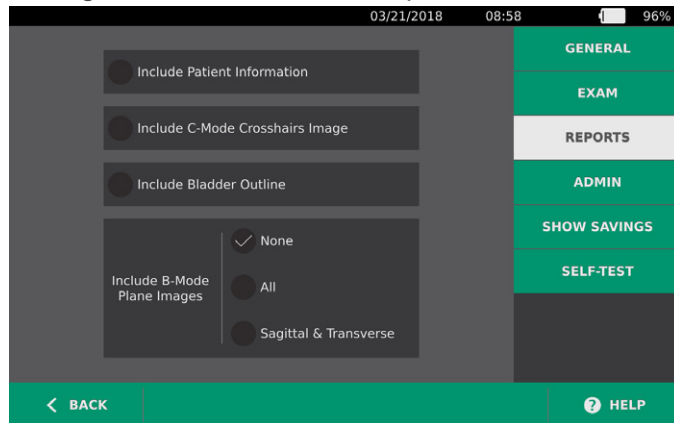 03/21/2018 08:58 96%
Include Patient Information
Include C-Mode Crosshairs Image
Include Bladder Outline
Include B-Mode
Plane Images
None
All
Sagittal & Transverse
GENERAL
EXAM
REPORTS
ADMIN
SHOW SAVINGS
SELF-TEST
BACK
? HELP